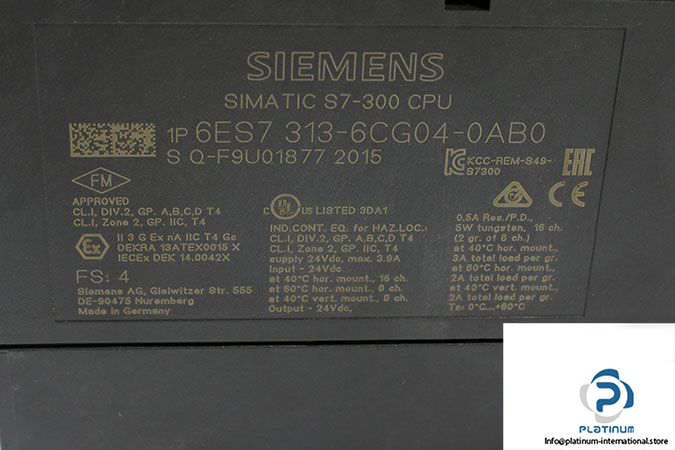 SIEMENS
SIMATIC S7-300 CPU
1P 6ES7 313-6CG04-0AB0
S Q-F9U01877 2015
KCC-REM-S49-
S7300
EAC
FM
APPROVED
CL.I, DIV.2, GP. A,B,C,D T4
CL.I, Zone 2, GP. IIC, T4
Ex
II 3 G Ex nA IIC T4 Gc
DEKRA 13ATEX0015 X
IECEx DEK 14.0042X
FS: 4
Siemens AG, Gleiwitzer Str. 555
DE-90475 Nuremberg
Made in Germany
C UL US LISTED 3DA1
IND.CONT. EQ. for HAZ.LOC.:
CL.I, DIV.2, GP. A,B,C,D T4
CL.I, Zone 2, GP. IIC, T4
supply 24Vdc, max. 3.9A
Input - 24Vdc
at 40°C hor. mount., 16 ch.
at 60°C hor. mount., 8 ch.
at 40°C vert. mount., 8 ch.
Output - 24Vdc,
0.5A Res./P.D.,
5W tungsten, 16 ch.
(2 gr. of 8 ch.)
at 40°C hor. mount.,
3A total load per gr.
at 60°C hor. mount.,
2A total load per gr.
at 40°C vert. mount.,
2A total load per gr.
Ta: 0°C...+60°C
CE
PLATINUM
info@platinum-international.store